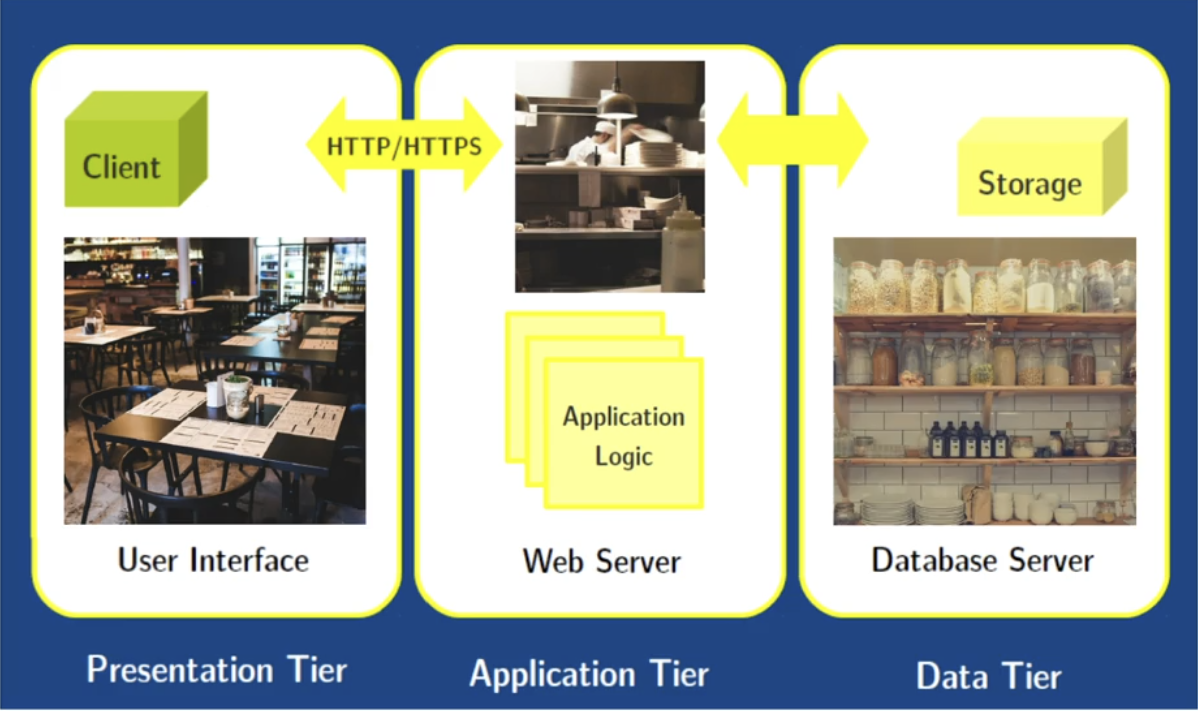 Client
HTTP/HTTPS
Storage
Application
Logic
User Interface
Web Server
Database Server
Presentation Tier
Application Tier
Data Tier